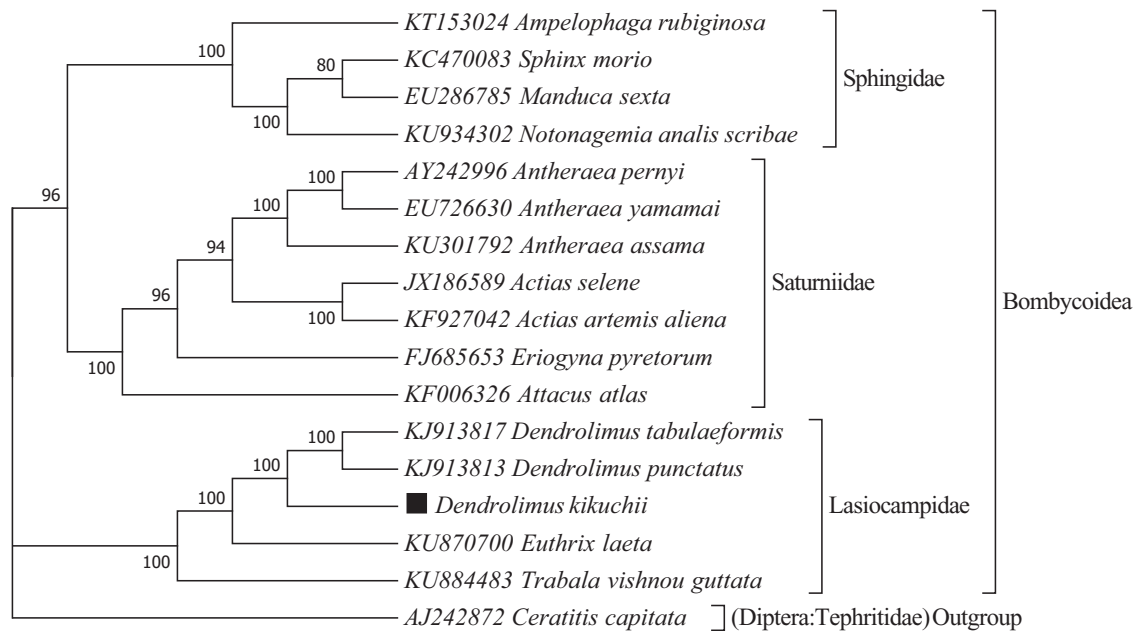 KT153024 Ampelophaga rubiginosa
100
KC470083 Sphinx morio
80
EU286785 Manduca sexta
Sphingidae
100
KU934302 Notonagemia analis scribae
AY242996 Antheraea pernyi
100
96
EU726630 Antheraea yamamai
100
KU301792 Antheraea assama
94
JX186589 Actias selene
Saturniidae
96
KF927042 Actias artemis aliena
100
Bombycoidea
FJ685653 Eriogyna pyretorum
100
KF006326 Attacus atlas
KJ913817 Dendrolimus tabulaeformis
100
KJ913813 Dendrolimus punctatus
100
Dendrolimus kikuchii
Lasiocampidae
100
KU870700 Euthrix laeta
100
KU884483 Trabala vishnou guttata
AJ242872 Ceratitis capitata
(Diptera:Tephritidae) Outgroup